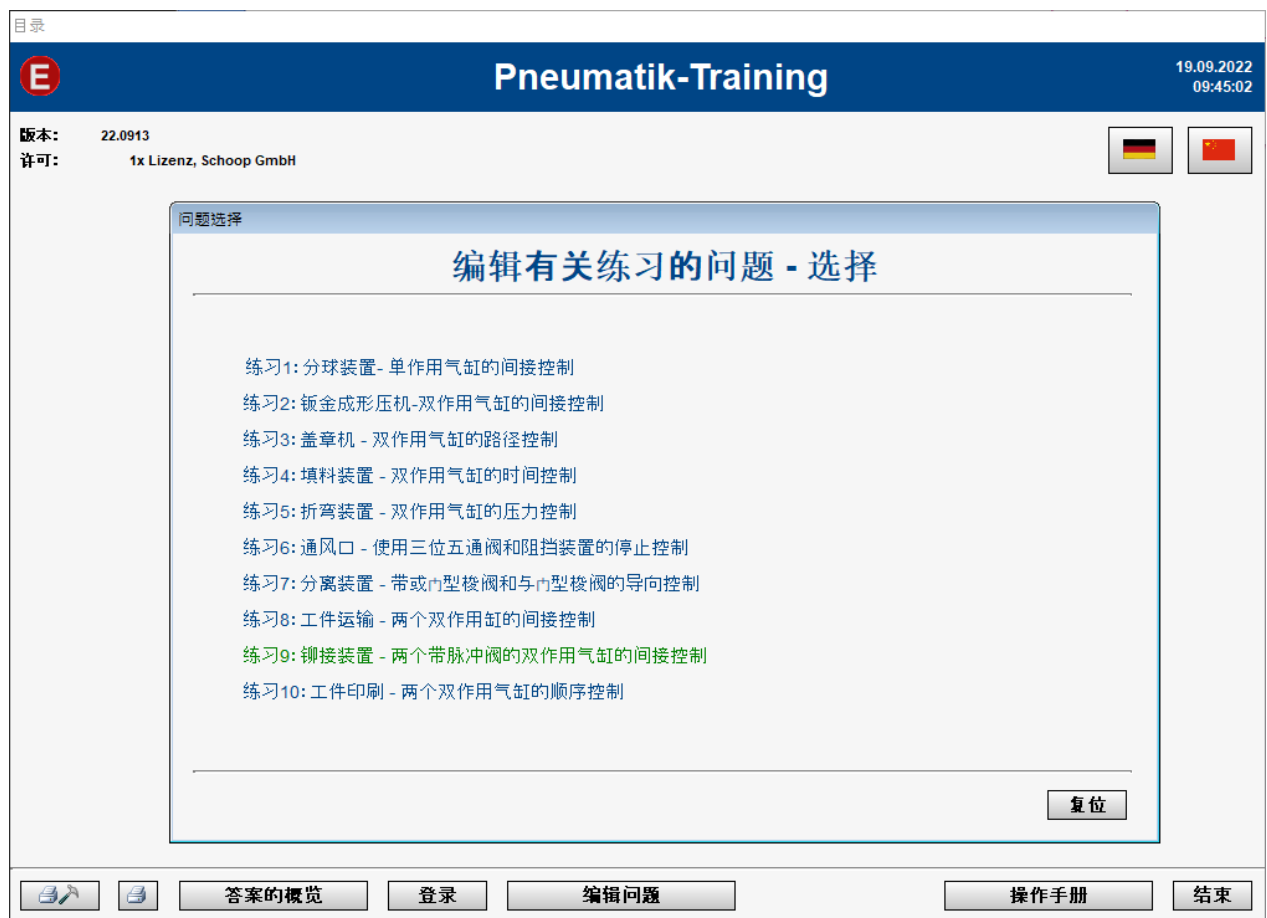 目录
E
Pneumatik-Training
19.09.2022
09:45:02
版本: 22.0913
许可: 1x Lizenz, Schoop GmbH
问题选择
编辑有关练习的问题 - 选择
练习1: 分球装置- 单作用气缸的间接控制
练习2: 钣金成形压机-双作用气缸的间接控制
练习3: 盖章机 - 双作用气缸的路径控制
练习4: 填料装置 - 双作用气缸的时间控制
练习5: 折弯装置 - 双作用气缸的压力控制
练习6: 通风口 - 使用三位五通阀和阻挡装置的停止控制
练习7: 分离装置 - 带或门型梭阀和与门型梭阀的导向控制
练习8: 工件运输 - 两个双作用缸的间接控制
练习9: 铆接装置 - 两个带脉冲阀的双作用气缸的间接控制
练习10: 工件印刷 - 两个双作用气缸的顺序控制
复位
答案的概览 登录 编辑问题 操作手册 结束